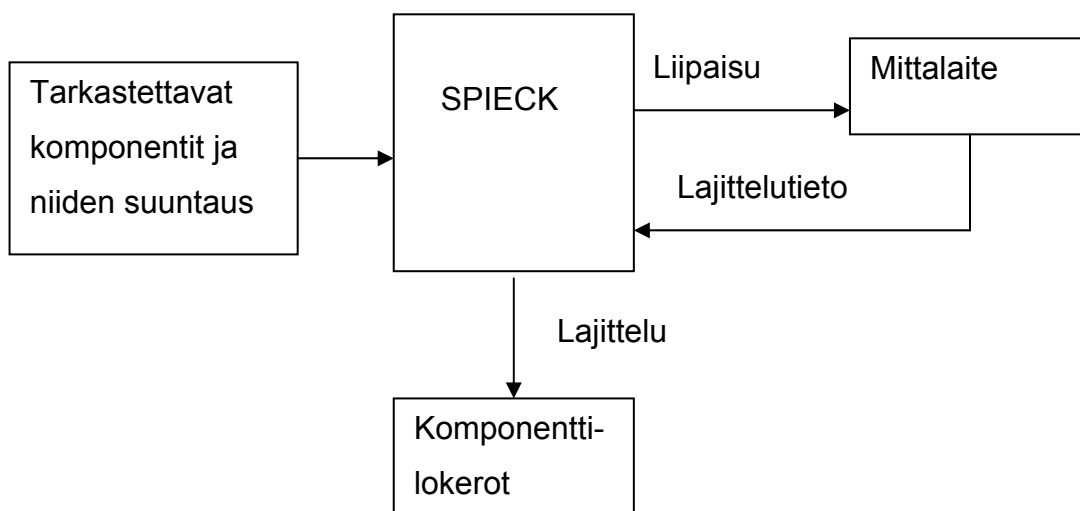 Tarkastettavat
komponentit ja
niiden suuntaus
SPIECK
Liipaisu
Mittalaite
Lajittelutieto
Lajittelu
Komponentti-
lokerot